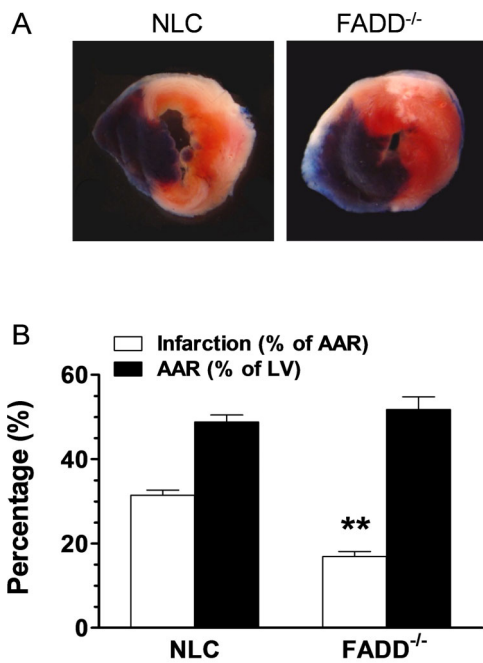 A
NLC
FADD-/-
B
Infarction (% of AAR)
AAR (% of LV)
Percentage (%)
60
40
20
0
**
NLC
FADD-/-